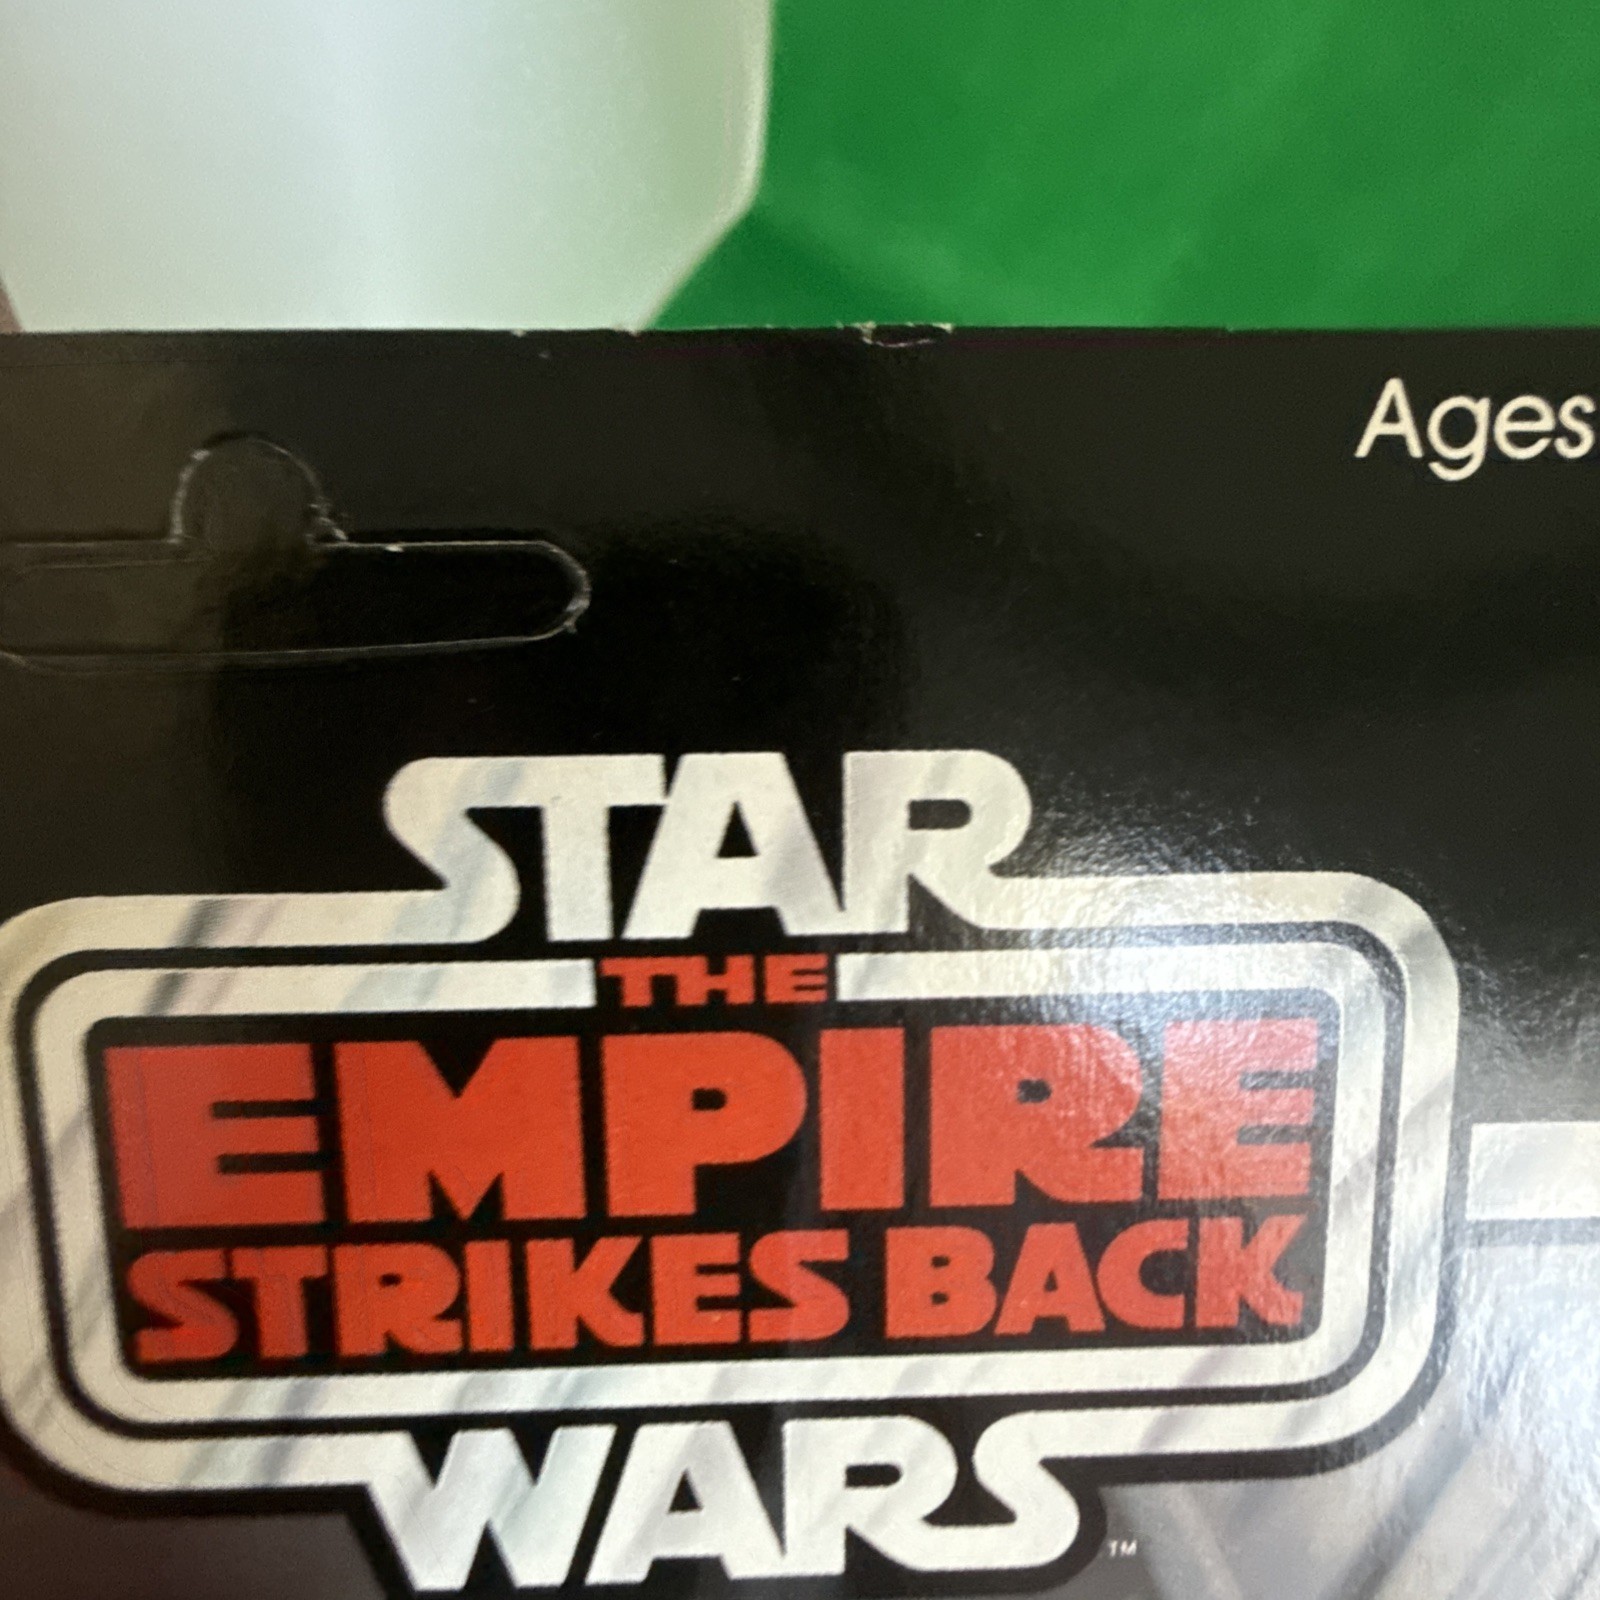 Ages
STAR
THE
EMPIRE
STRIKES BACK
WARS
TM